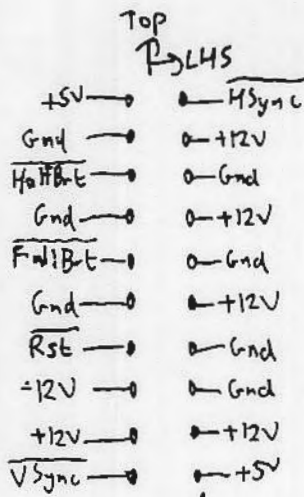 Top
LHS
+5V HSync
Gnd +12V
HalfBrt Gnd
Gnd +12V
FullBrt Gnd
Gnd +12V
Rst Gnd
-12V Gnd
+12V +12V
VSync +5V